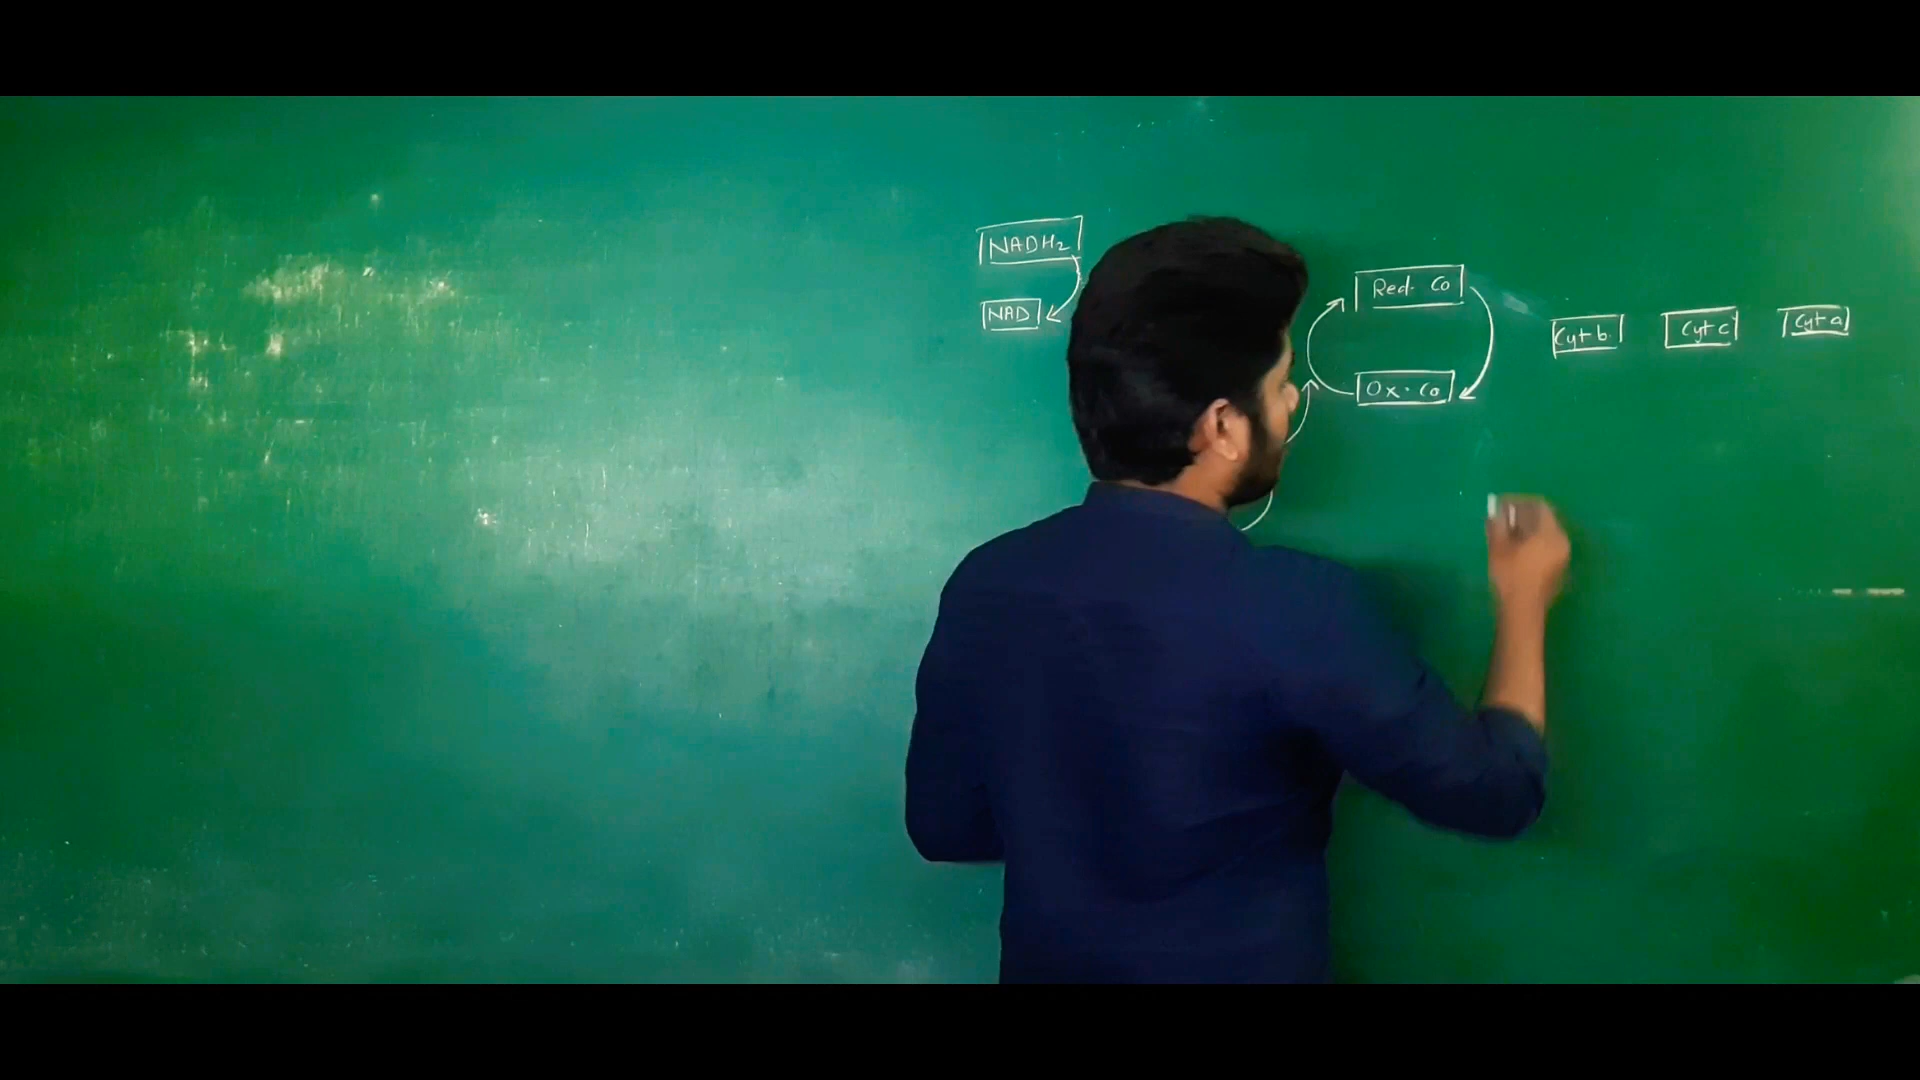 NADH₂
NAD
Red. Co
Ox. Co
Cyt b.
Cyt c
Cyt a